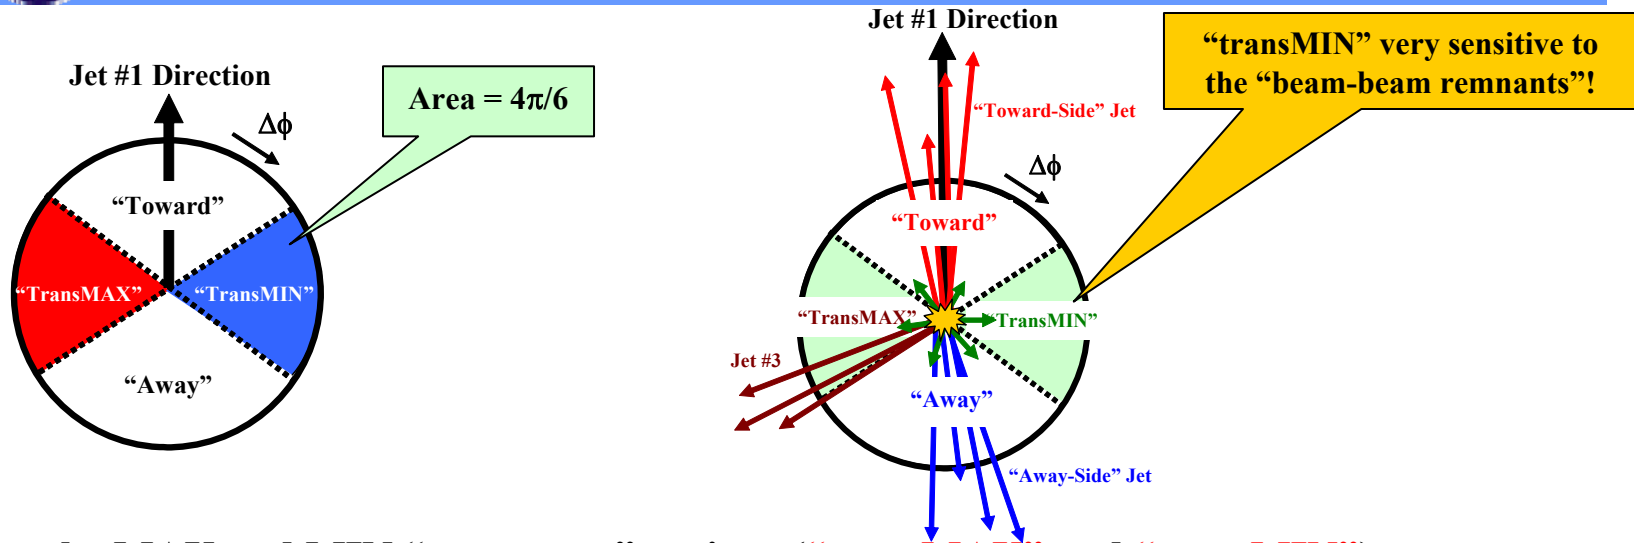 Jet #1 Direction
Δϕ
Area = 4π/6
“Toward”
“TransMAX”
“TransMIN”
“Away”
Jet #1 Direction
“transMIN” very sensitive to
the “beam-beam remnants”!
“Toward-Side” Jet
Δϕ
“Toward”
“TransMAX”
“TransMIN”
Jet #3
“Away”
“Away-Side” Jet